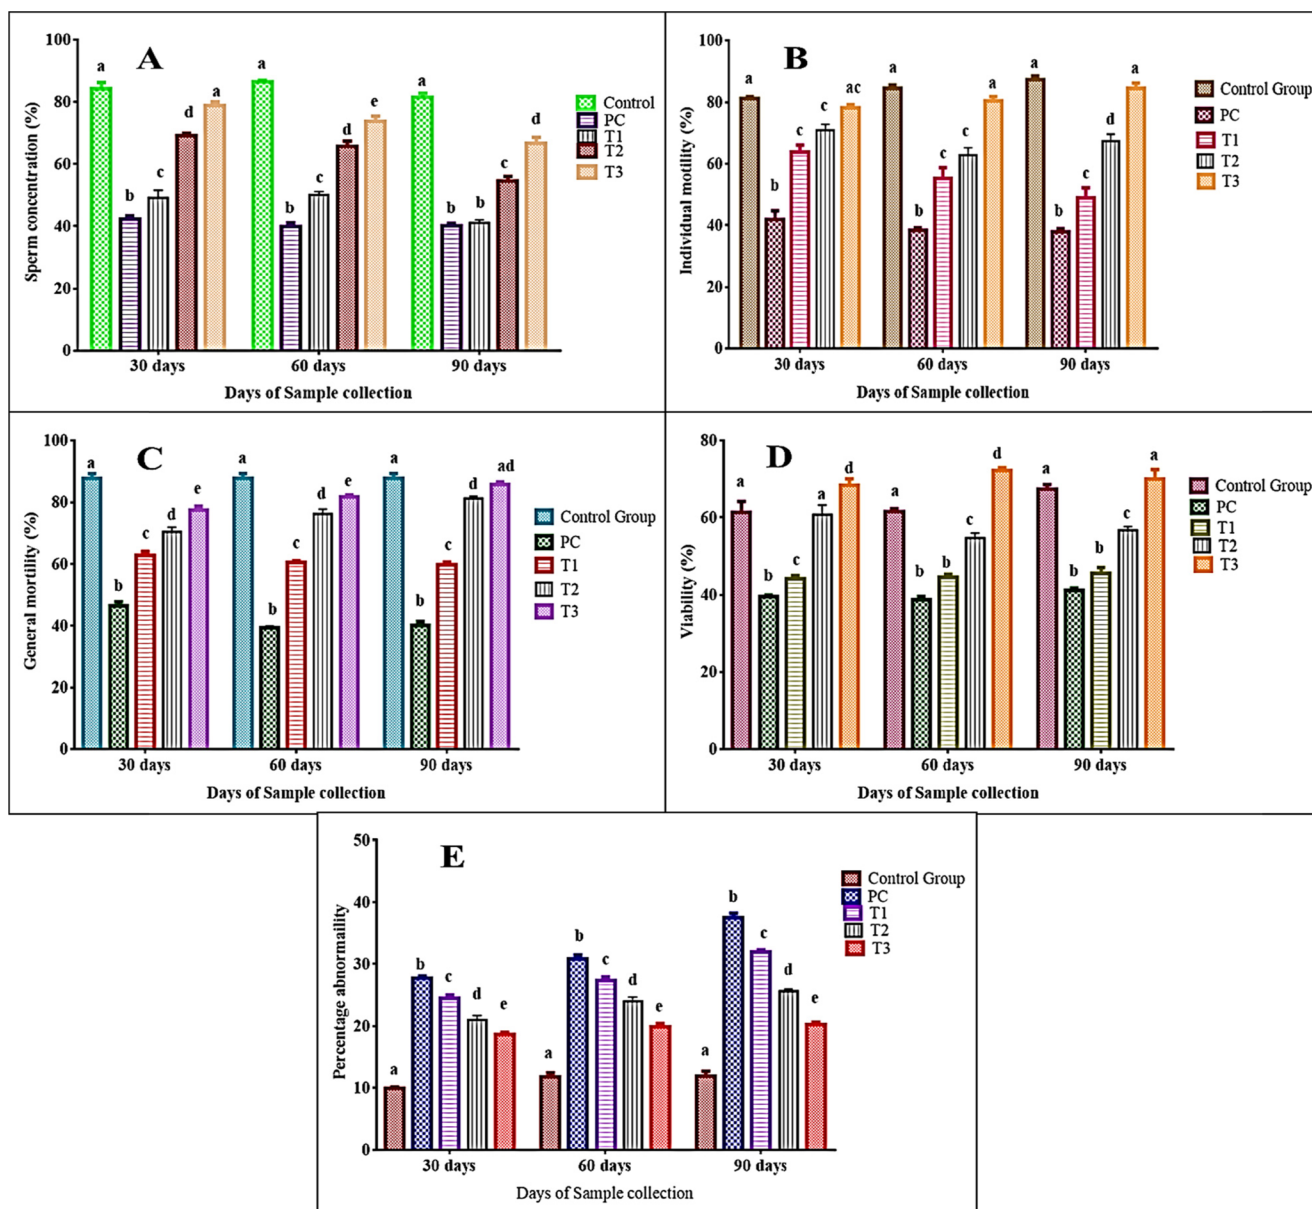 A
Sperm concentration (%)
100
80
60
40
20
0
a b c d a
a b c d e
a b b c d
30 days 60 days 90 days
Days of Sample collection
Control
PC
T1
T2
T3
B
Individual motility (%)
100
80
60
40
20
0
a b c c ac
a b c c a
a b c d a
30 days 60 days 90 days
Days of Sample collection
Control Group
PC
T1
T2
T3
C
General mortility (%)
100
80
60
40
20
0
a b c d e
a b c d e
a b c d ad
30 days 60 days 90 days
Days of Sample collection
Control Group
PC
T1
T2
T3
D
Viability (%)
80
60
40
20
0
a b c a d
a b b c d
a b b c a
30 days 60 days 90 days
Days of Sample collection
Control Group
PC
T1
T2
T3
E
Percentage abnormaility
50
40
30
20
10
0
a b c d e
a b c d e
a b c d e
30 days 60 days 90 days
Days of Sample collection
Control Group
PC
T1
T2
T3